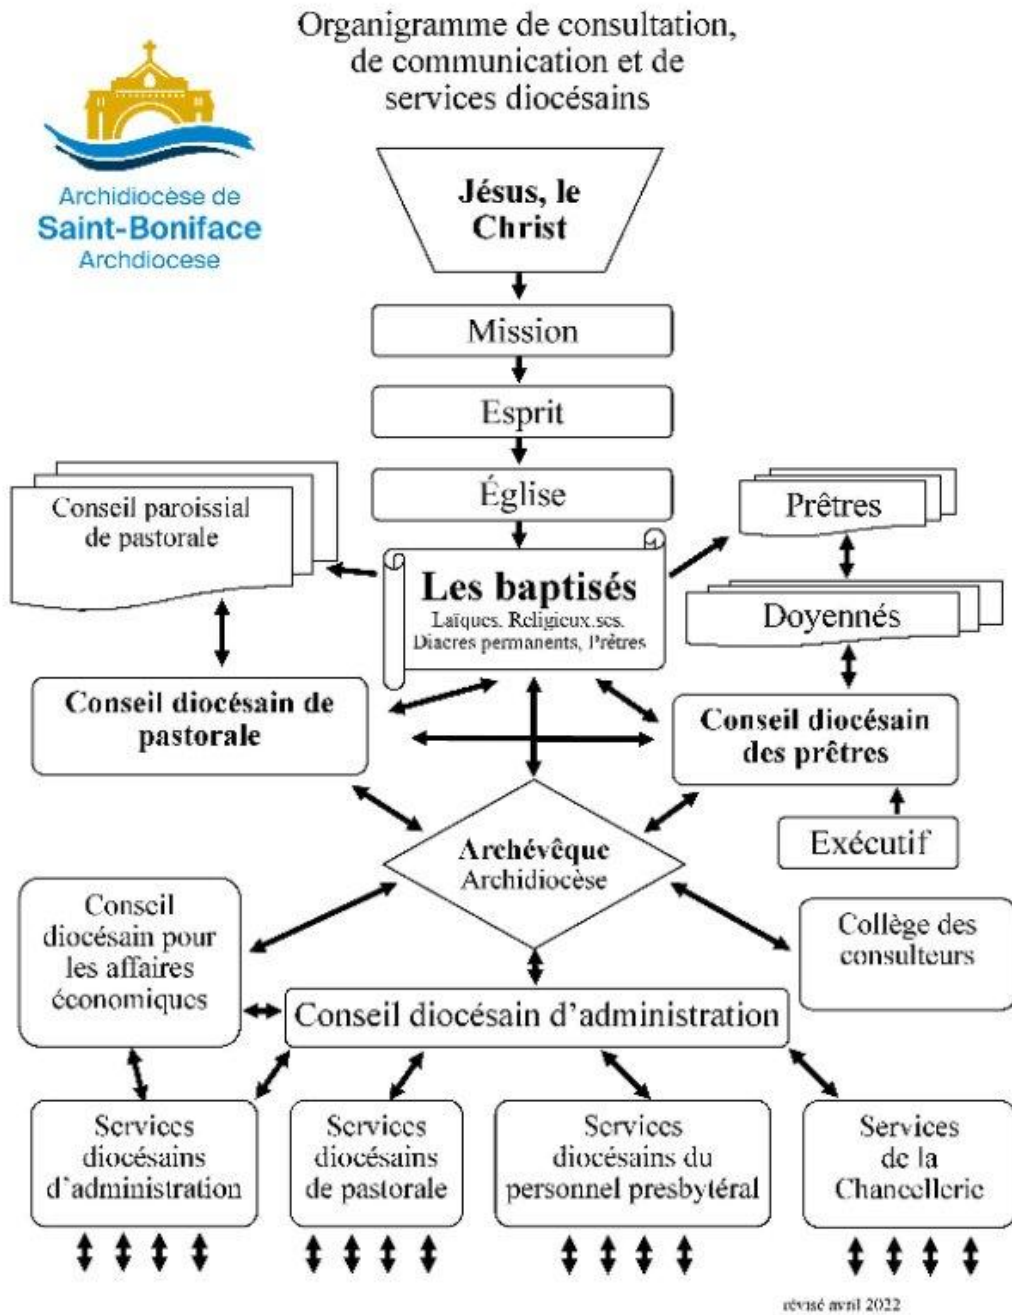 Organigramme de consultation,
de communication et de
services diocésains
Archidiocèse de
Saint-Boniface
Archdiocese
Jésus, le
Christ
Mission
Esprit
Église
Conseil paroissial
de pastorale
Prêtres
Les baptisés
Laïques. Religieux.ses.
Diacres permanents, Prêtres
Doyennés
Conseil diocésain de
pastorale
Conseil diocésain
des prêtres
Exécutif
Archévêque
Archidiocèse
Conseil
diocésain pour
les affaires
économiques
Collège des
consulteurs
Conseil diocésain d'administration
Services
diocésains
d'administration
Services
diocésains
de pastorale
Services
diocésains du
personnel presbytéral
Services
de la
Chancellerie
révisé avril 2022